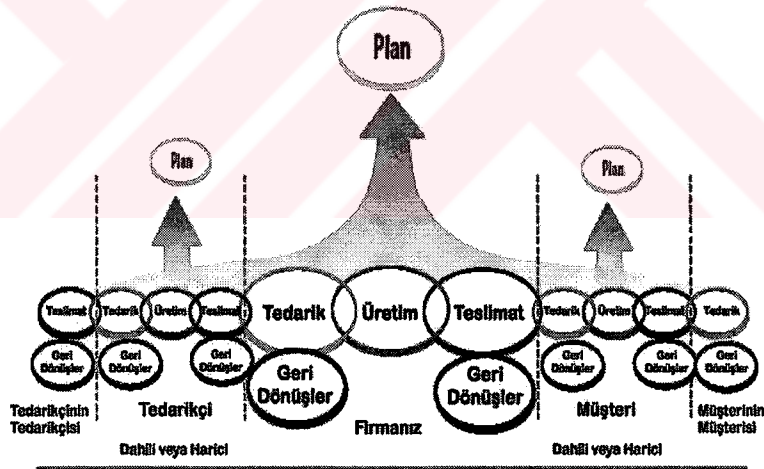 Plan
Plan
Plan
Teslimat Tedarik Üretim Teslimat Tedarik Üretim Teslimat Tedarik Üretim Teslimat Tedarik
Geri Dönüşler
Geri Dönüşler
Geri Dönüşler
Geri Dönüşler
Geri Dönüşler
Geri Dönüşler
Geri Dönüşler
Geri Dönüşler
Tedarikçinin
Tedarikçisi
Tedarikçi
Firmanız
Müşteri
Müşterinin
Müşterisi
Dahili veya Harici
Dahili veya Harici